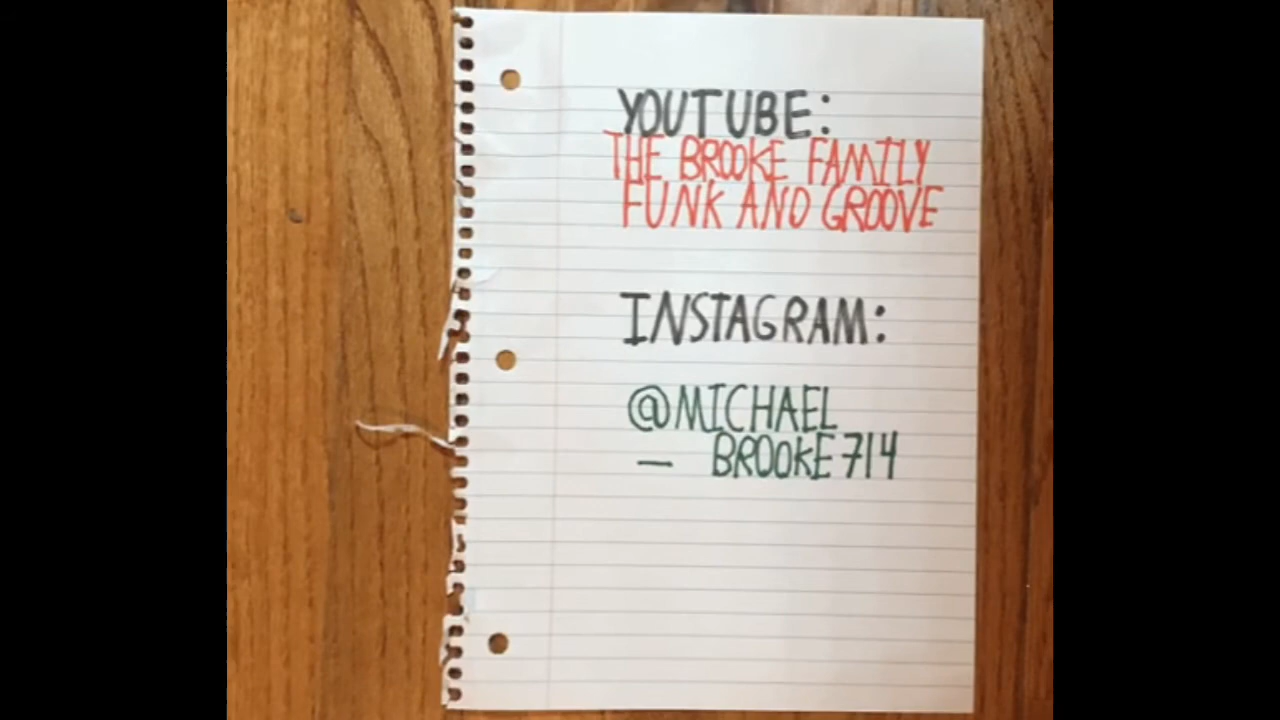 YOUTUBE:
THE BROOKE FAMILY
FUNK AND GROOVE
INSTAGRAM:
@MICHAEL
_ BROOKE714